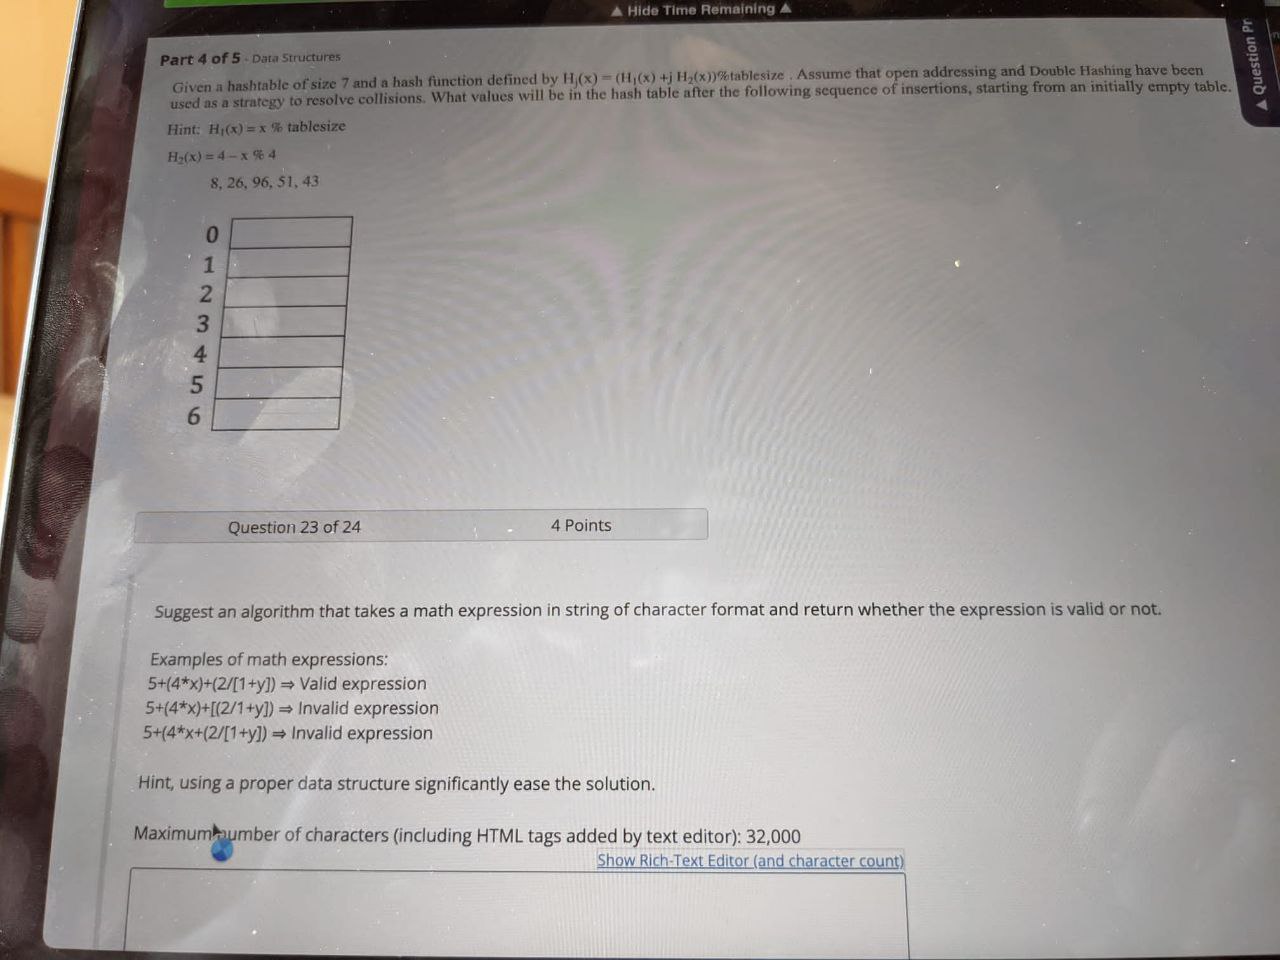 ▲ Hide Time Remaining ▲
Part 4 of 5 - Data Structures
Given a hashtable of size 7 and a hash function defined by Hⱼ(x) = (H₁(x) +j H₂(x))%tablesize . Assume that open addressing and Double Hashing have been
used as a strategy to resolve collisions. What values will be in the hash table after the following sequence of insertions, starting from an initially empty table.
Hint: H₁(x) = x % tablesize
H₂(x) = 4 – x % 4
8, 26, 96, 51, 43
0
1
2
3
4
5
6
Question 23 of 24 4 Points
Suggest an algorithm that takes a math expression in string of character format and return whether the expression is valid or not.
Examples of math expressions:
5+(4*x)+(2/[1+y]) ⇒ Valid expression
5+(4*x)+[(2/1+y]) ⇒ Invalid expression
5+(4*x+(2/[1+y]) ⇒ Invalid expression
Hint, using a proper data structure significantly ease the solution.
Maximum number of characters (including HTML tags added by text editor): 32,000
Show Rich-Text Editor (and character count)
▲ Question Pr